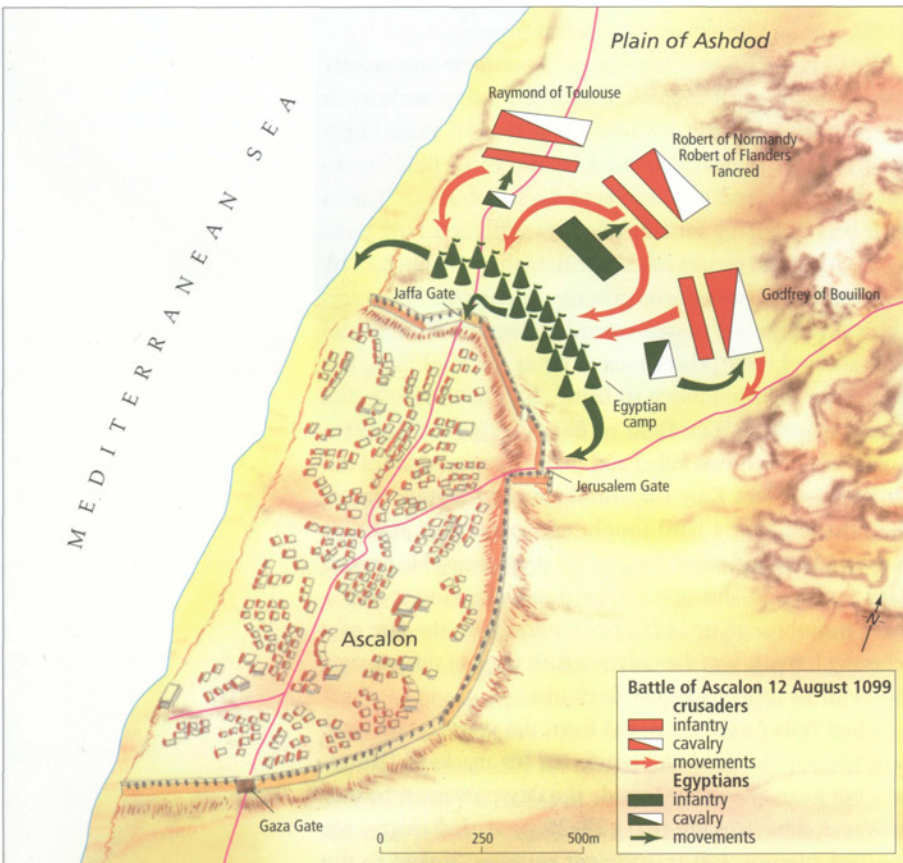 Plain of Ashdod
Raymond of Toulouse
Robert of Normandy
Robert of Flanders
Tancred
MEDITERRANEAN SEA
Godfrey of Bouillon
Jaffa Gate
Egyptian
camp
Jerusalem Gate
Ascalon
N
Gaza Gate
0 250 500m
Battle of Ascalon 12 August 1099
crusaders
infantry
cavalry
movements
Egyptians
infantry
cavalry
movements